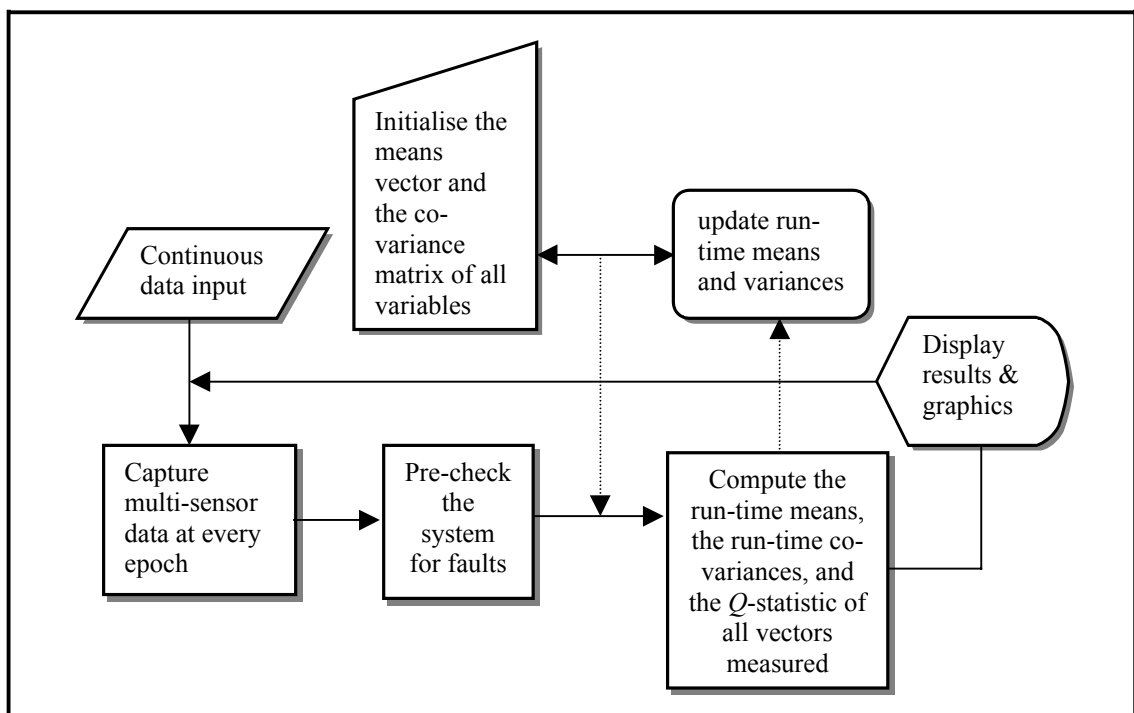 Initialise the
means
vector and
the co-
variance
matrix of all
variables
update run-
time means
and variances
Continuous
data input
Display
results &
graphics
Capture
multi-sensor
data at every
epoch
Pre-check
the
system
for faults
Compute the
run-time means,
the run-time co-
variances, and
the Q-statistic of
all vectors
measured